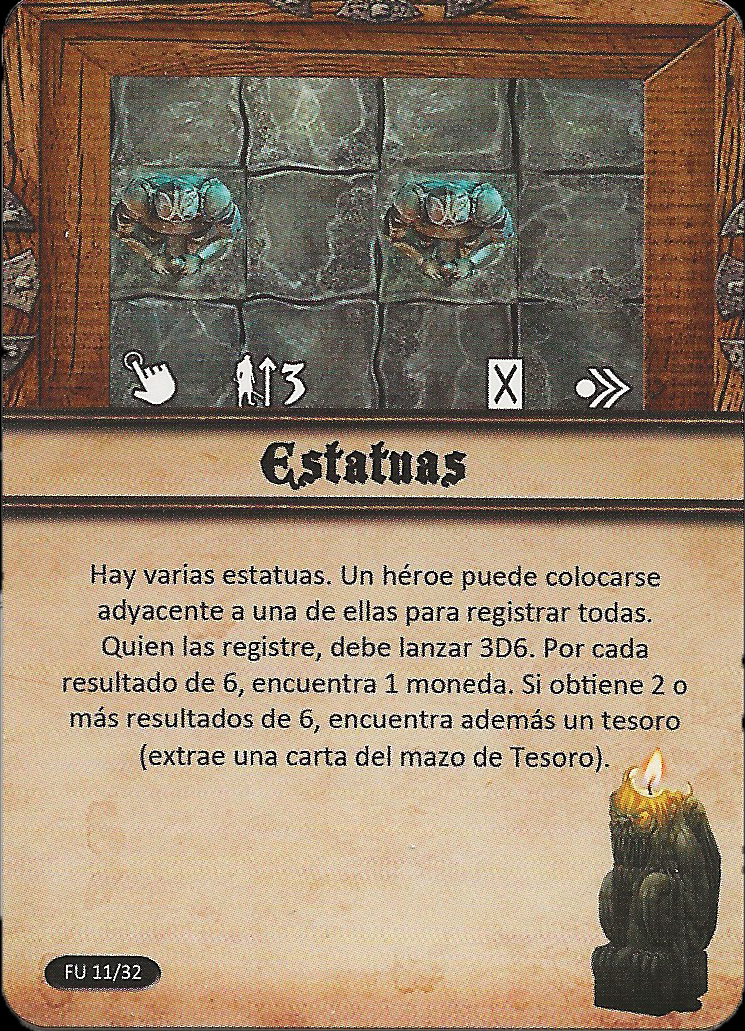 3 X
Estatuas
Hay varias estatuas. Un héroe puede colocarse
adyacente a una de ellas para registrar todas.
Quien las registre, debe lanzar 3D6. Por cada
resultado de 6, encuentra 1 moneda. Si obtiene 2 o
más resultados de 6, encuentra además un tesoro
(extrae una carta del mazo de Tesoro).
FU 11/32